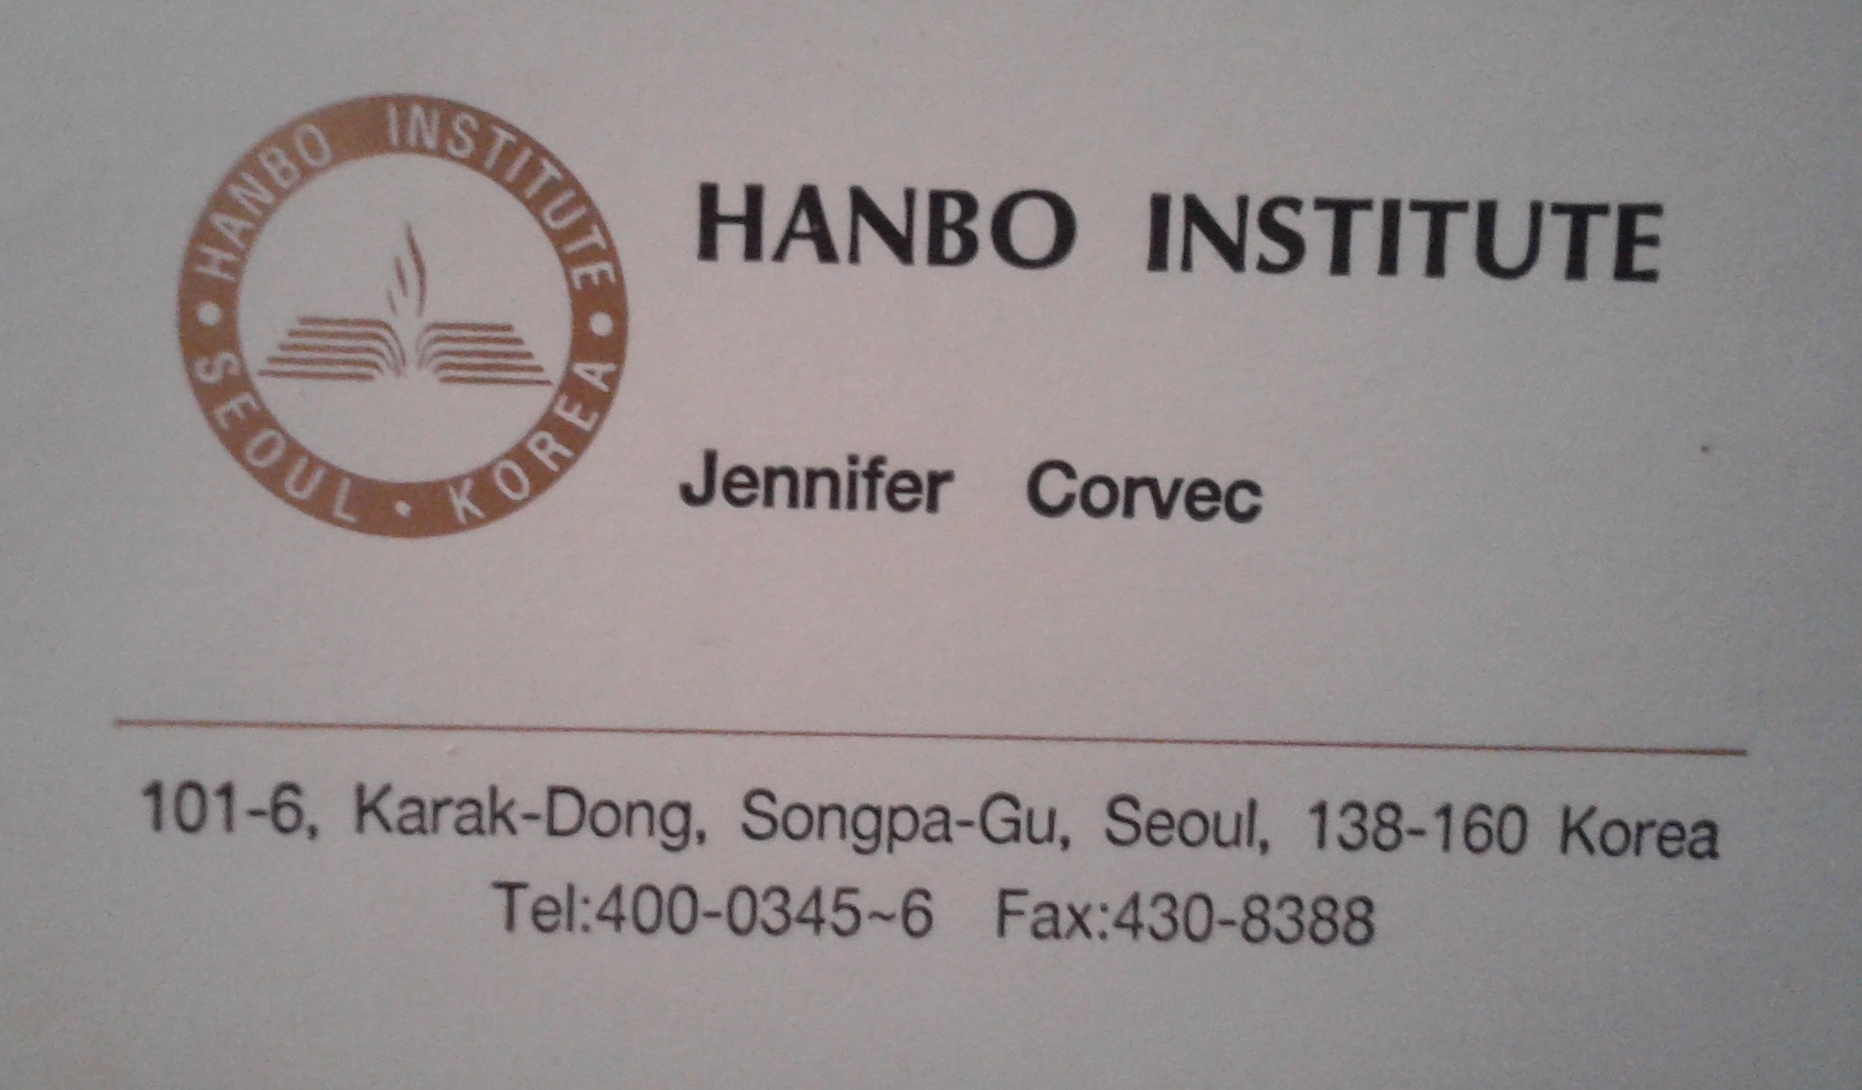 HANBO INSTITUTE
SEOUL · KOREA
HANBO INSTITUTE
Jennifer Corvec
101-6, Karak-Dong, Songpa-Gu, Seoul, 138-160 Korea
Tel:400-0345~6 Fax:430-8388